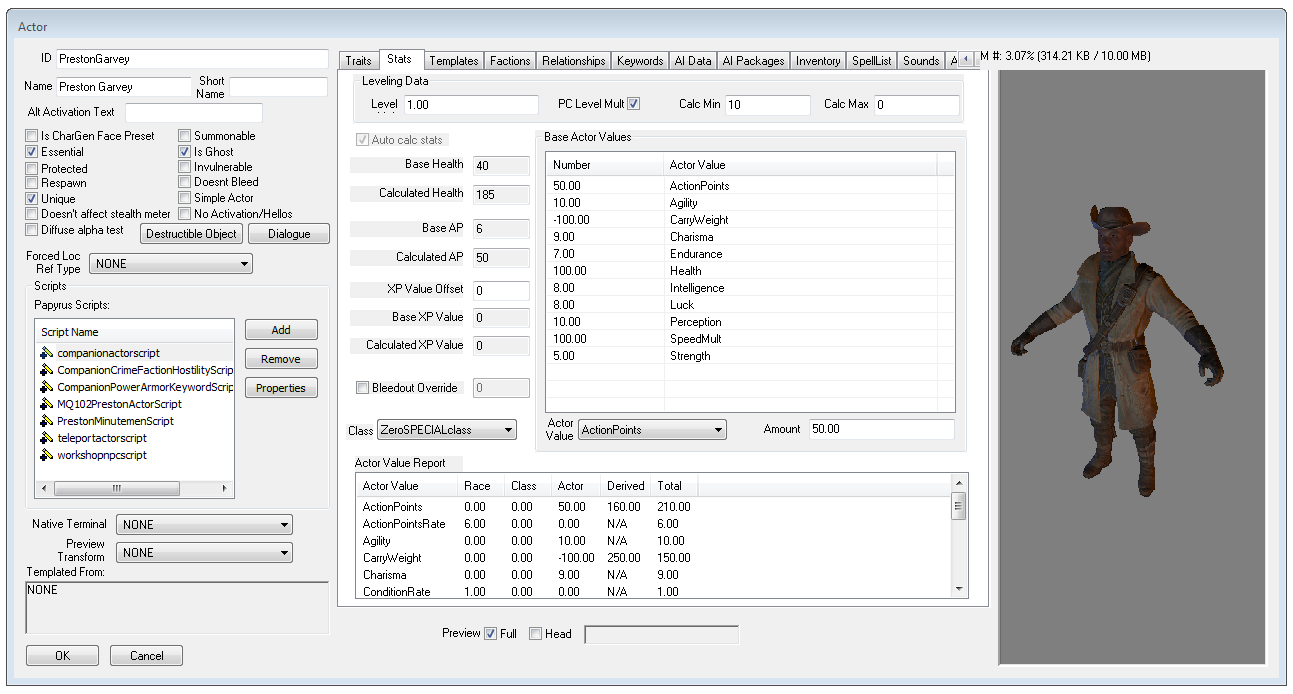 Actor
ID PrestonGarvey
Name Preston Garvey Short Name
Alt Activation Text
Is CharGen Face Preset Summonable
Essential Is Ghost
Protected Invulnerable
Respawn Doesnt Bleed
Unique Simple Actor
Doesn't affect stealth meter No Activation/Hellos
Diffuse alpha test Destructible Object Dialogue
Forced Loc Ref Type NONE
Scripts
Papyrus Scripts:
Script Name
companionactorscript
CompanionCrimeFactionHostilityScrip
CompanionPowerArmorKeywordScrip
MQ102PrestonActorScript
PrestonMinutemenScript
teleportactorscript
workshopnpcscript
Add
Remove
Properties
Native Terminal NONE
Preview Transform NONE
Templated From:
NONE
OK Cancel
Traits Stats Templates Factions Relationships Keywords AI Data AI Packages Inventory SpellList Sounds A M #: 3.07% (314.21 KB / 10.00 MB)
Leveling Data
Level 1.00 PC Level Mult Calc Min 10 Calc Max 0
Auto calc stats
Base Health 40
Calculated Health 185
Base AP 6
Calculated AP 50
XP Value Offset 0
Base XP Value 0
Calculated XP Value 0
Bleedout Override 0
Class ZeroSPECIALclass
Base Actor Values
Number Actor Value
50.00 ActionPoints
10.00 Agility
-100.00 CarryWeight
9.00 Charisma
7.00 Endurance
100.00 Health
8.00 Intelligence
8.00 Luck
10.00 Perception
100.00 SpeedMult
5.00 Strength
Actor Value ActionPoints Amount 50.00
Actor Value Report
Actor Value Race Class Actor Derived Total
ActionPoints 0.00 0.00 50.00 160.00 210.00
ActionPointsRate 6.00 0.00 0.00 N/A 6.00
Agility 0.00 0.00 10.00 N/A 10.00
CarryWeight 0.00 0.00 -100.00 250.00 150.00
Charisma 0.00 0.00 9.00 N/A 9.00
ConditionRate 1.00 0.00 0.00 N/A 1.00
Preview Full Head